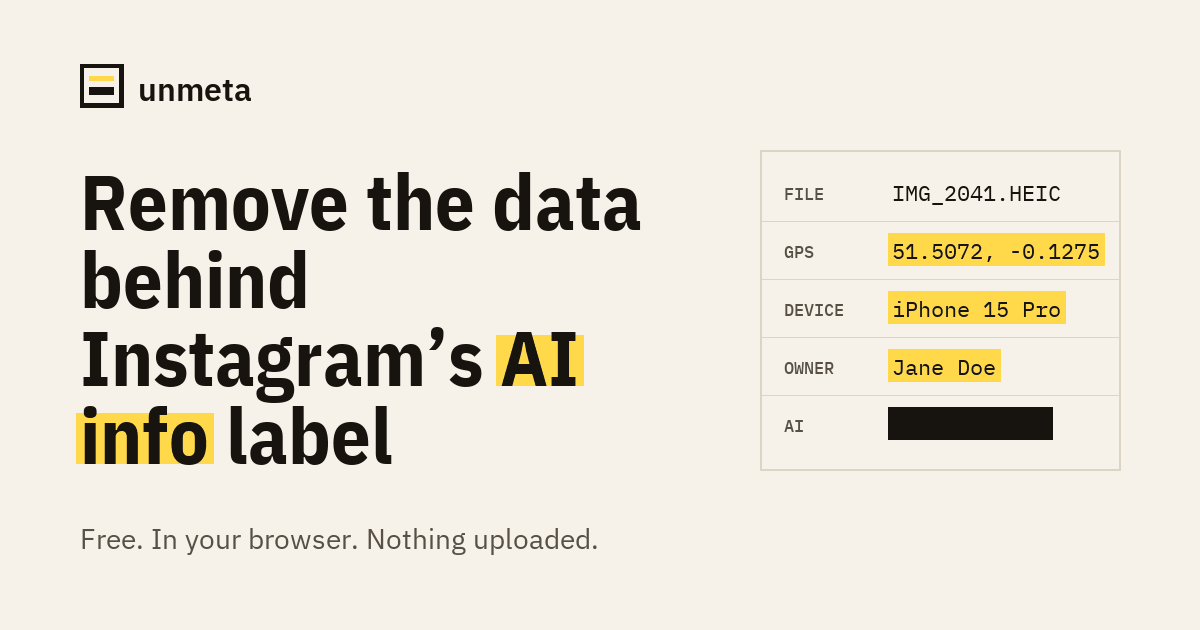 unmeta
Remove the data
behind
Instagram’s AI
info label
Free. In your browser. Nothing uploaded.
FILE IMG_2041.HEIC
GPS 51.5072, -0.1275
DEVICE iPhone 15 Pro
OWNER Jane Doe
AI